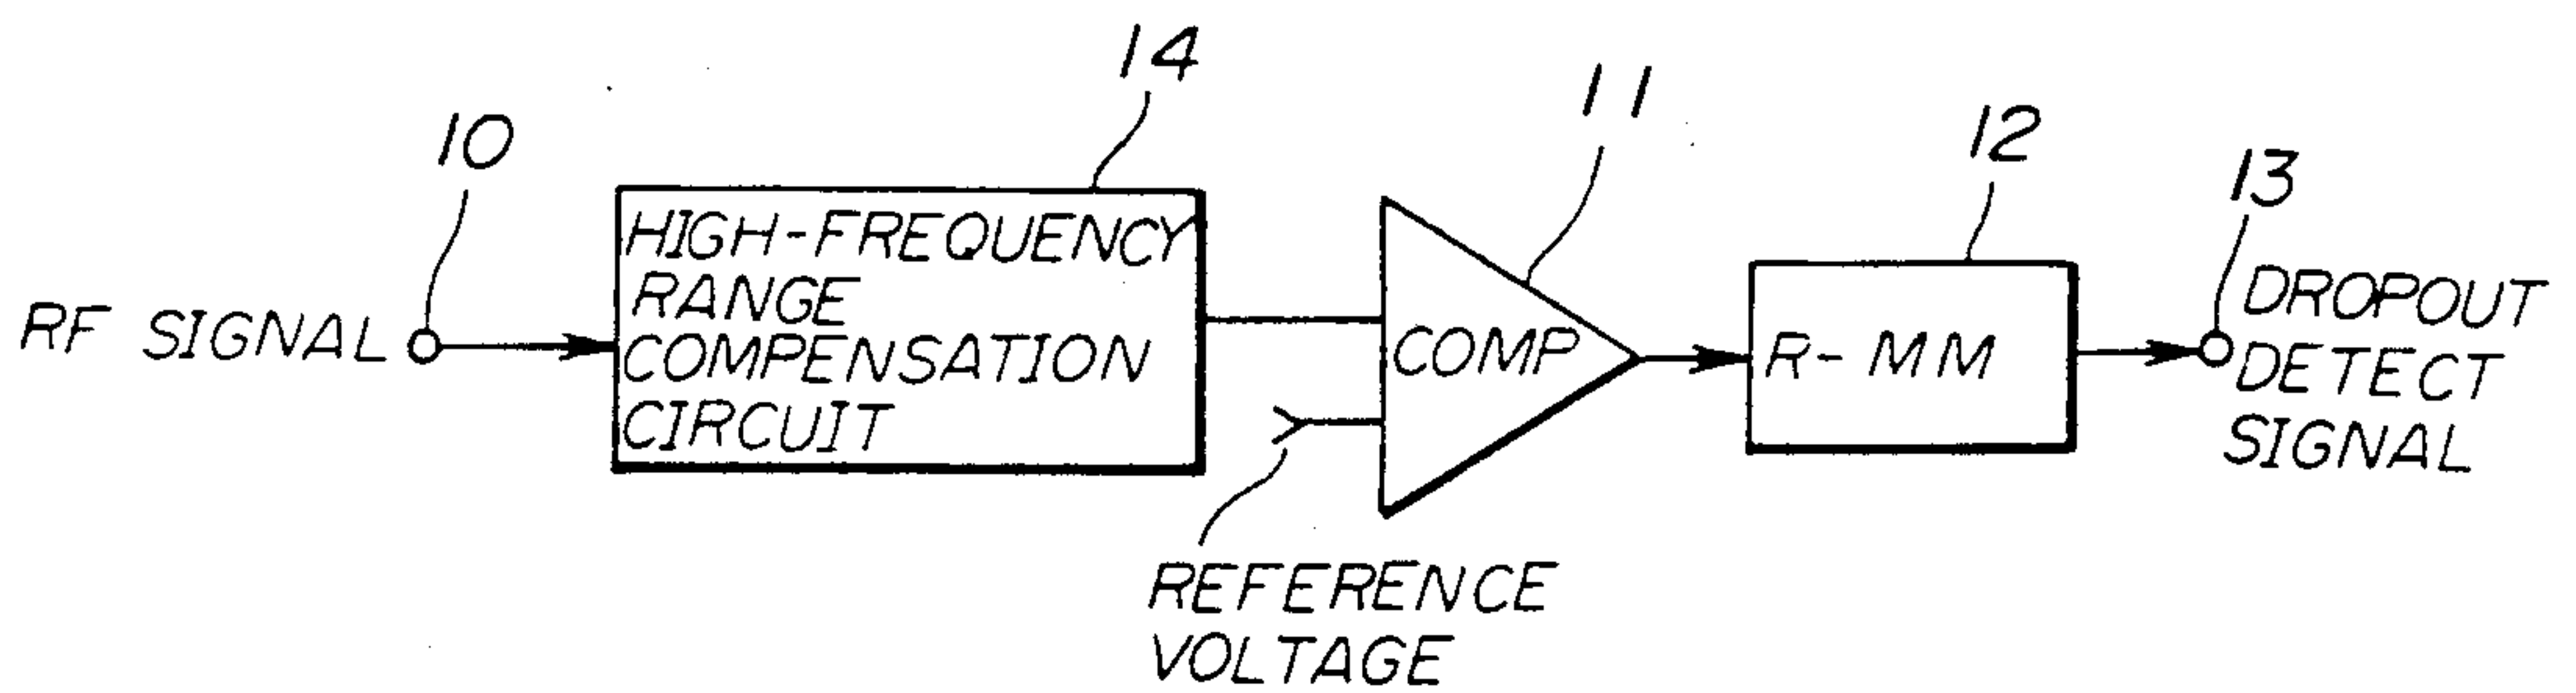 14
11
10
12
13
HIGH-FREQUENCY
RANGE
COMPENSATION
CIRCUIT
RF SIGNAL
COMP
R-MM
DROPOUT
DETECT
SIGNAL
REFERENCE
VOLTAGE